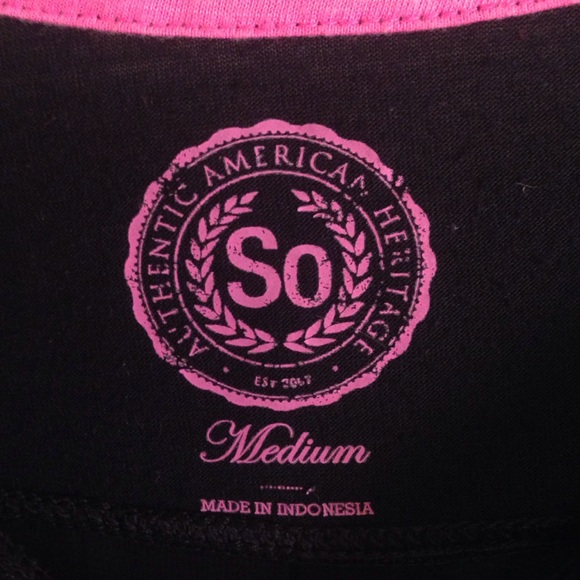 AUTHENTIC AMERICAN HERITAGE
So
EST
Medium
MADE IN INDONESIA